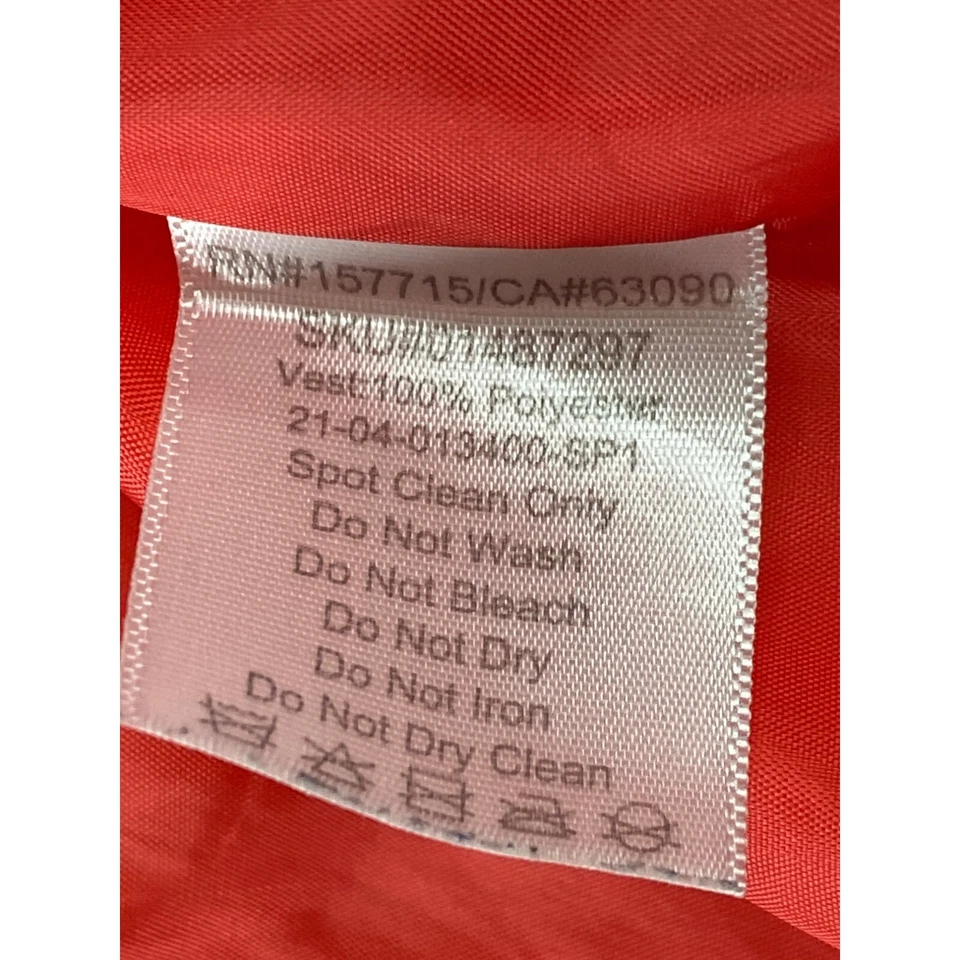 RN#157715/CA#63090
SKU#01487297
Vest:100% Polyester
21-04-013400-SP1
Spot Clean Only
Do Not Wash
Do Not Bleach
Do Not Dry
Do Not Iron
Do Not Dry Clean